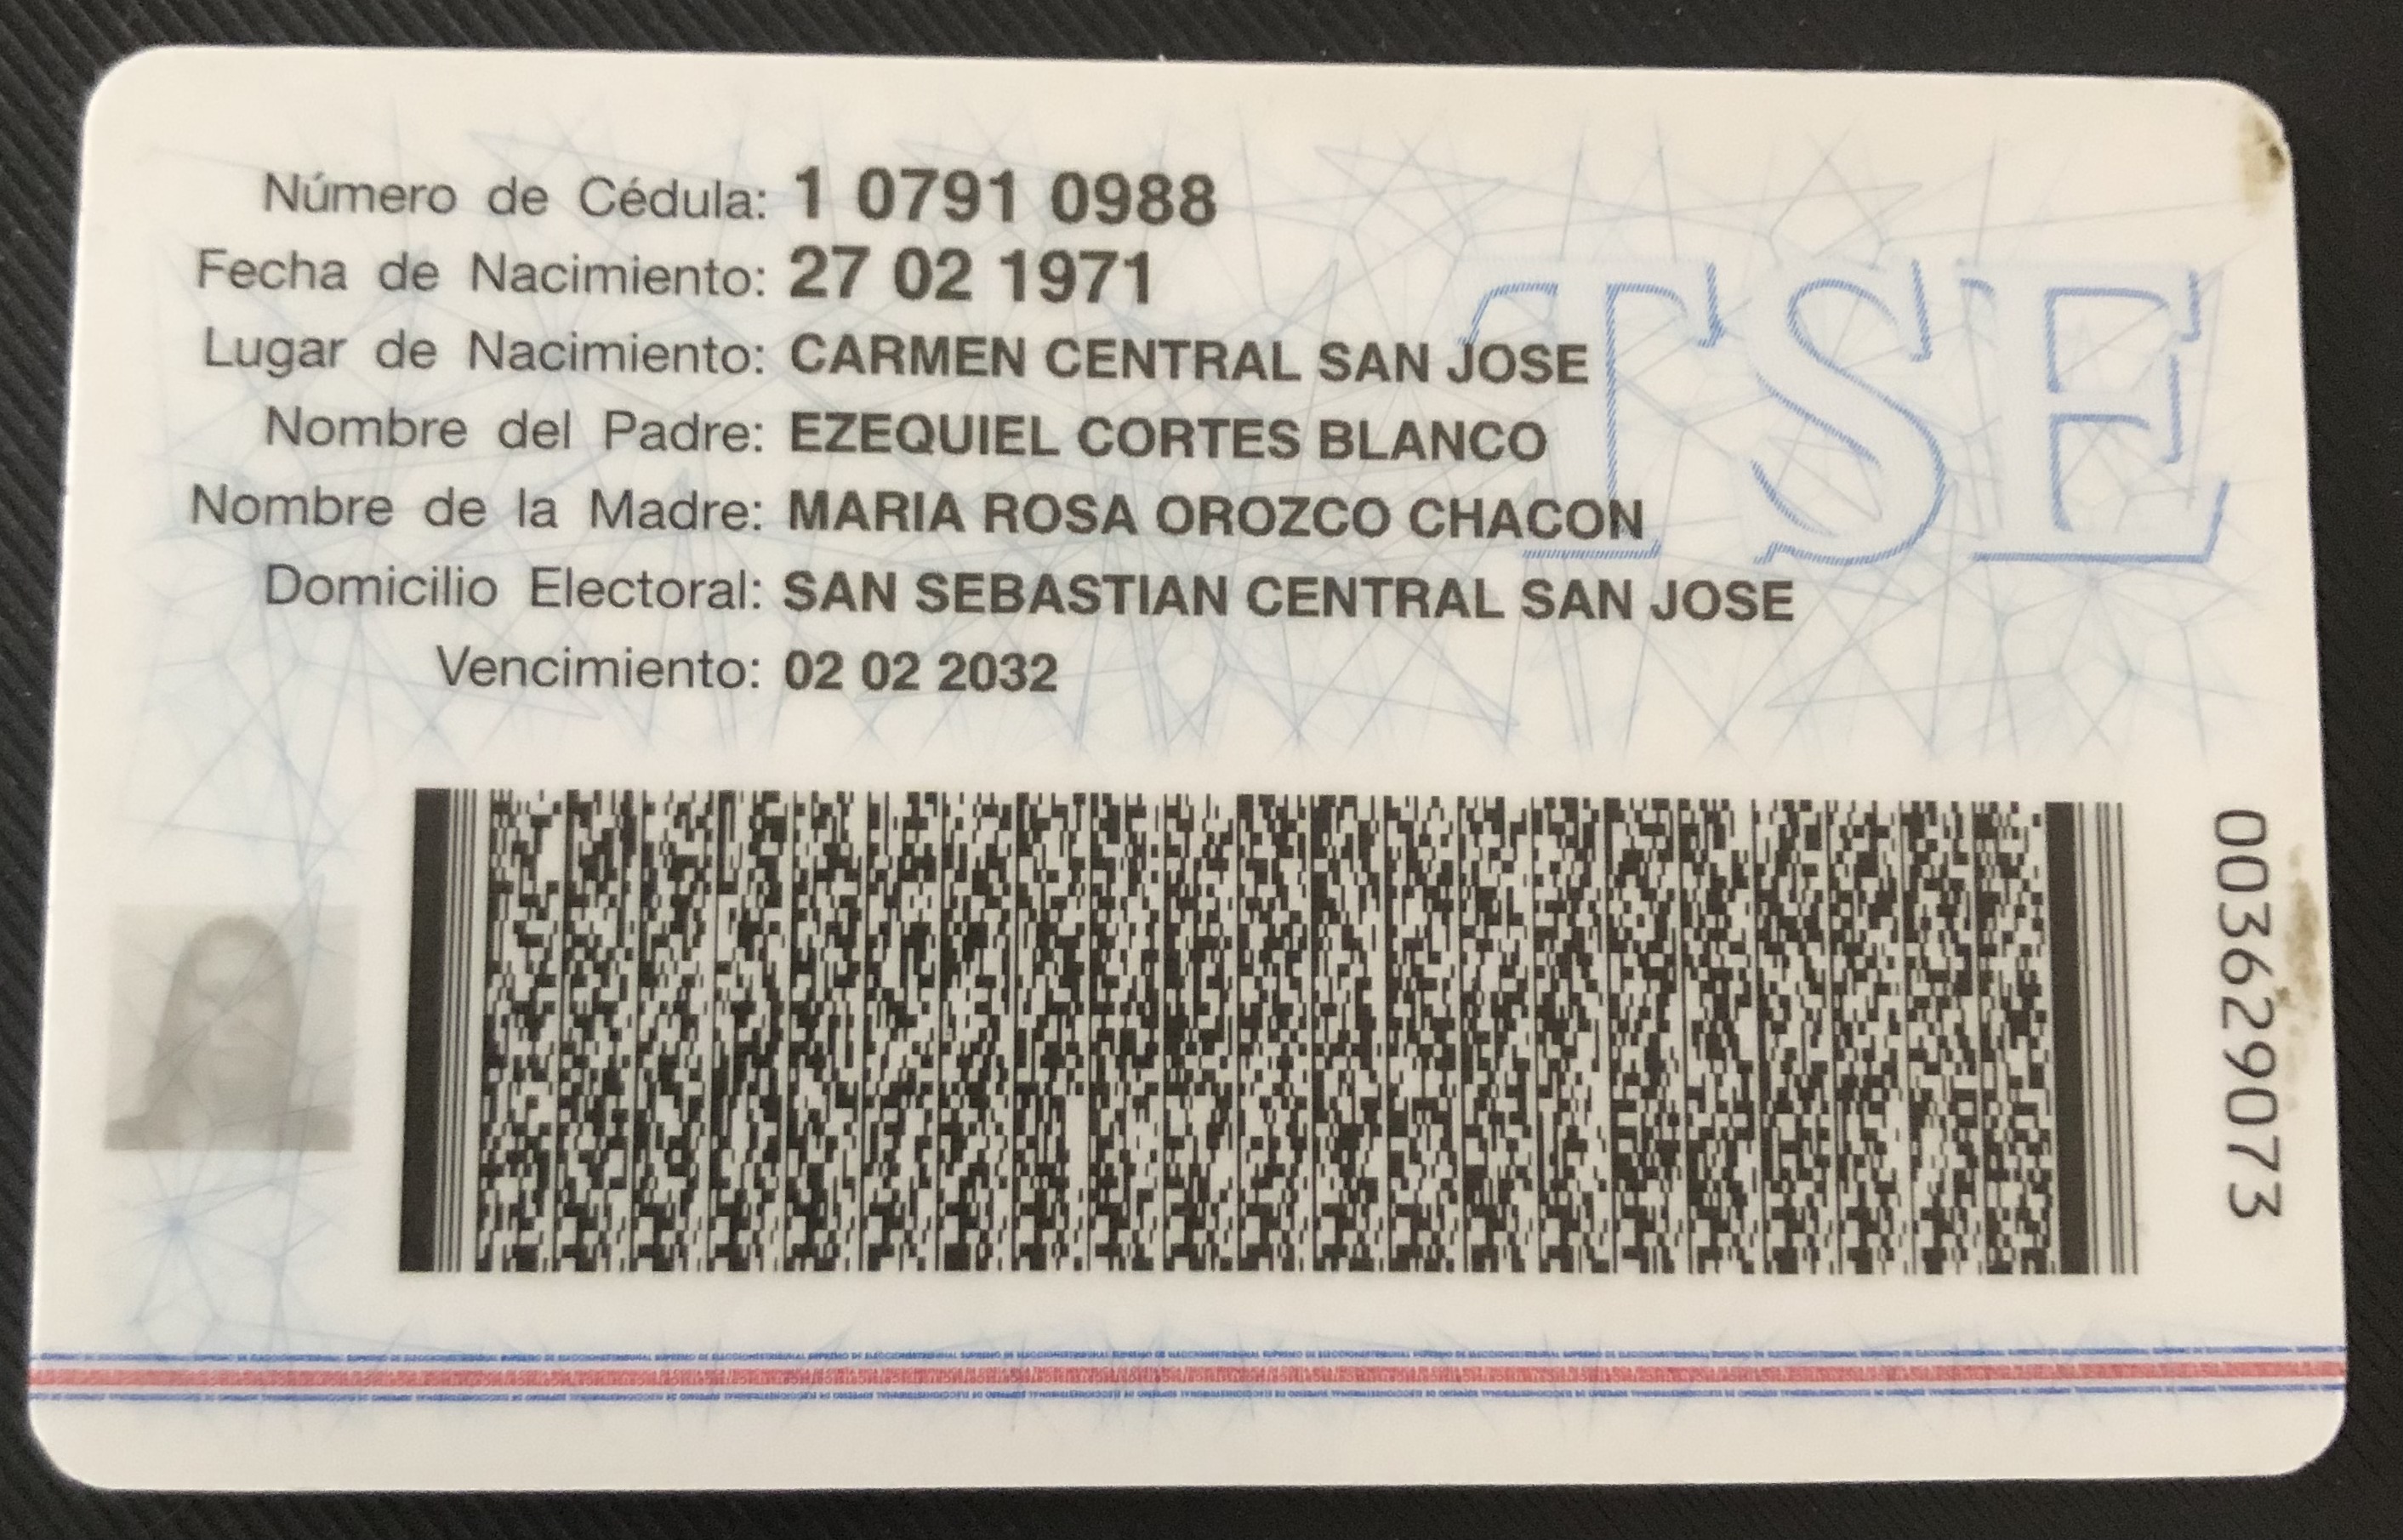 Número de Cédula: 1 0791 0988
Fecha de Nacimiento: 27 02 1971
Lugar de Nacimiento: CARMEN CENTRAL SAN JOSE
Nombre del Padre: EZEQUIEL CORTES BLANCO
Nombre de la Madre: MARIA ROSA OROZCO CHACON
Domicilio Electoral: SAN SEBASTIAN CENTRAL SAN JOSE
Vencimiento: 02 02 2032
TSE
003629073